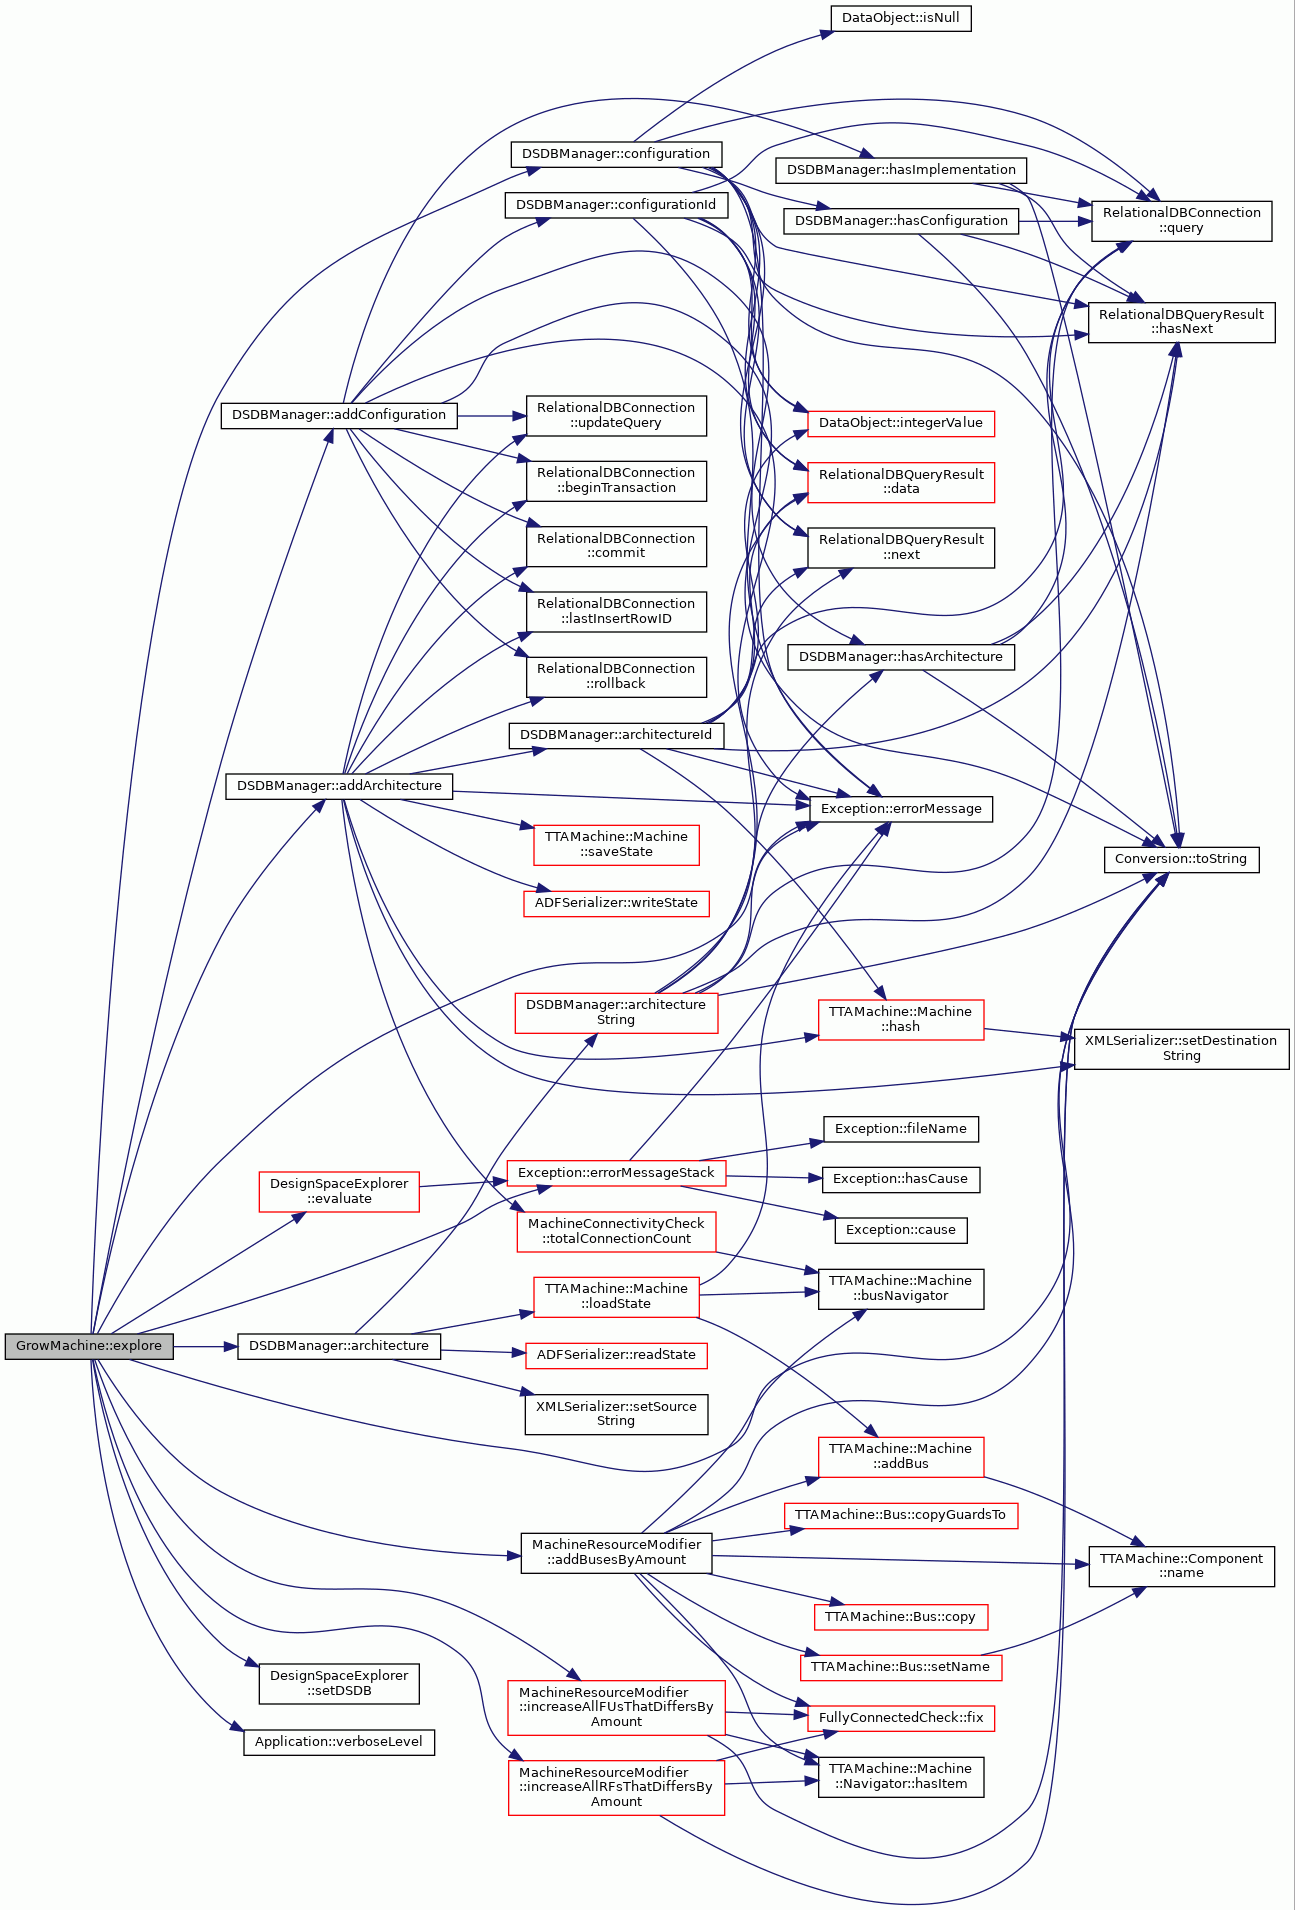 DataObject::isNull
DSDBManager::configuration
DSDBManager::hasImplementation
DSDBManager::configurationId
DSDBManager::hasConfiguration
RelationalDBConnection
::query
RelationalDBQueryResult
::hasNext
DSDBManager::addConfiguration
RelationalDBConnection
::updateQuery
DataObject::integerValue
RelationalDBConnection
::beginTransaction
RelationalDBQueryResult
::data
RelationalDBConnection
::commit
RelationalDBQueryResult
::next
RelationalDBConnection
::lastInsertRowID
RelationalDBConnection
::rollback
DSDBManager::hasArchitecture
DSDBManager::architectureId
DSDBManager::addArchitecture
Exception::errorMessage
TTAMachine::Machine
::saveState
Conversion::toString
ADFSerializer::writeState
DSDBManager::architecture
String
TTAMachine::Machine
::hash
XMLSerializer::setDestination
String
Exception::fileName
DesignSpaceExplorer
::evaluate
Exception::errorMessageStack
Exception::hasCause
MachineConnectivityCheck
::totalConnectionCount
Exception::cause
TTAMachine::Machine
::loadState
TTAMachine::Machine
::busNavigator
GrowMachine::explore
DSDBManager::architecture
ADFSerializer::readState
XMLSerializer::setSource
String
TTAMachine::Machine
::addBus
TTAMachine::Bus::copyGuardsTo
MachineResourceModifier
::addBusesByAmount
TTAMachine::Component
::name
TTAMachine::Bus::copy
TTAMachine::Bus::setName
DesignSpaceExplorer
::setDSDB
MachineResourceModifier
::increaseAllFUsThatDiffersBy
Amount
FullyConnectedCheck::fix
Application::verboseLevel
MachineResourceModifier
::increaseAllRFsThatDiffersBy
Amount
TTAMachine::Machine
::Navigator::hasItem